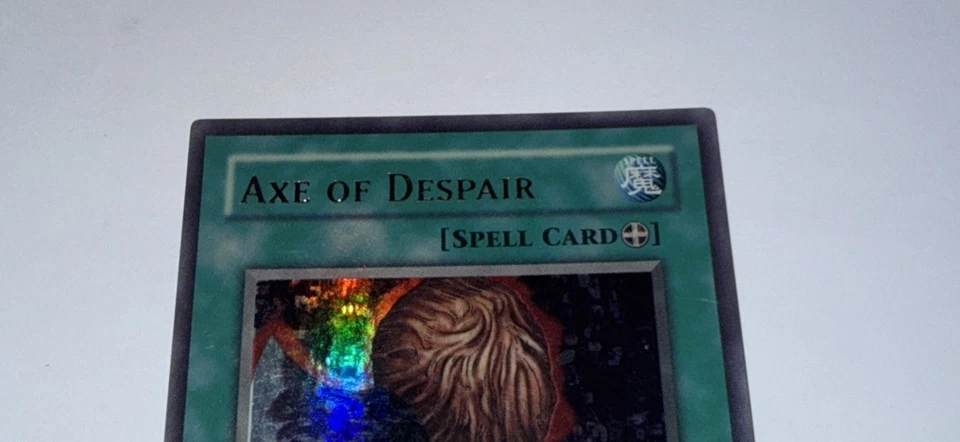 AXE OF DESPAIR
SPELL
魔
[SPELL CARD]